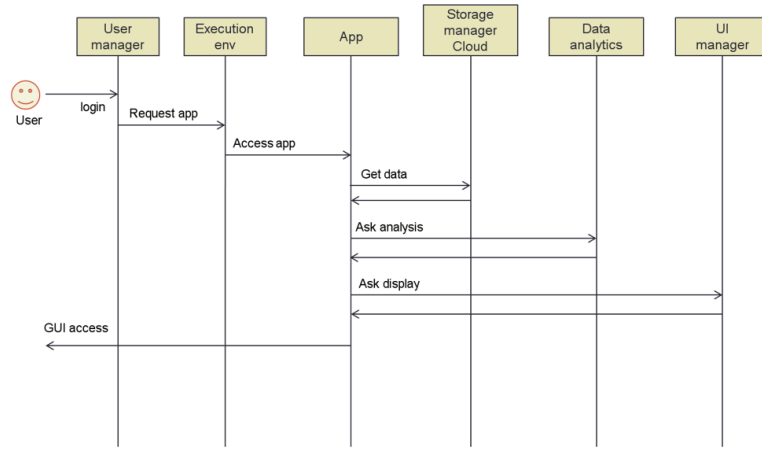 User
manager
Execution
env
App
Storage
manager
Cloud
Data
analytics
UI
manager
login
User
Request app
Access app
Get data
Ask analysis
Ask display
GUI access